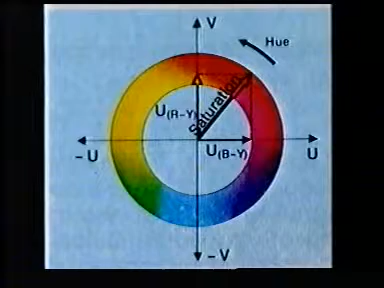 V
Hue
Saturation
U(R-Y)
U(B-Y)
-U
U
-V